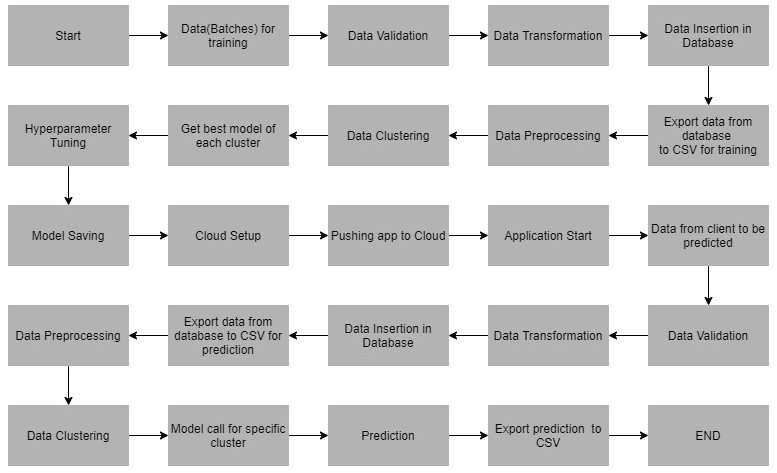 Start
Data(Batches) for
training
Data Validation
Data Transformation
Data Insertion in
Database
Export data from
database
to CSV for training
Data Preprocessing
Data Clustering
Get best model of
each cluster
Hyperparameter
Tuning
Model Saving
Cloud Setup
Pushing app to Cloud
Application Start
Data from client to be
predicted
Data Validation
Data Transformation
Data Insertion in
Database
Export data from
database to CSV for
prediction
Data Preprocessing
Data Clustering
Model call for specific
cluster
Prediction
Export prediction to
CSV
END